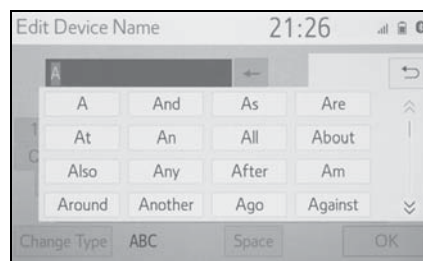 Edit Device Name 21:26
A
A And As Are
At An All About
Also Any After Am
Around Another Ago Against
Change Type ABC Space OK